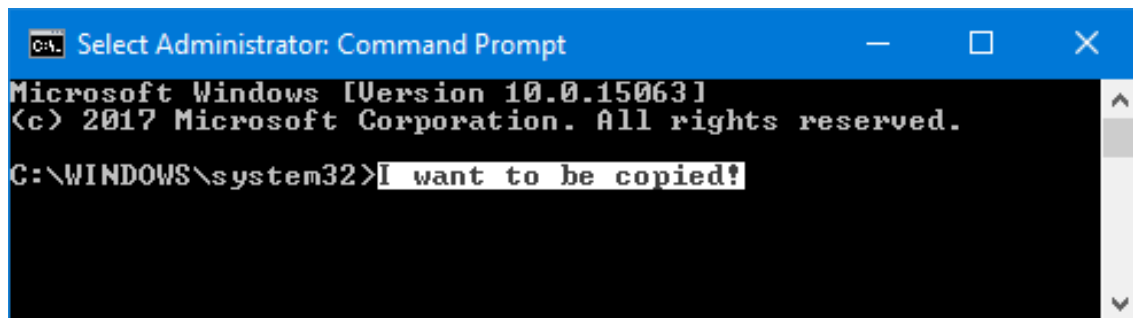 Select Administrator: Command Prompt
Microsoft Windows [Version 10.0.15063]
(c) 2017 Microsoft Corporation. All rights reserved.
C:\WINDOWS\system32>I want to be copied!